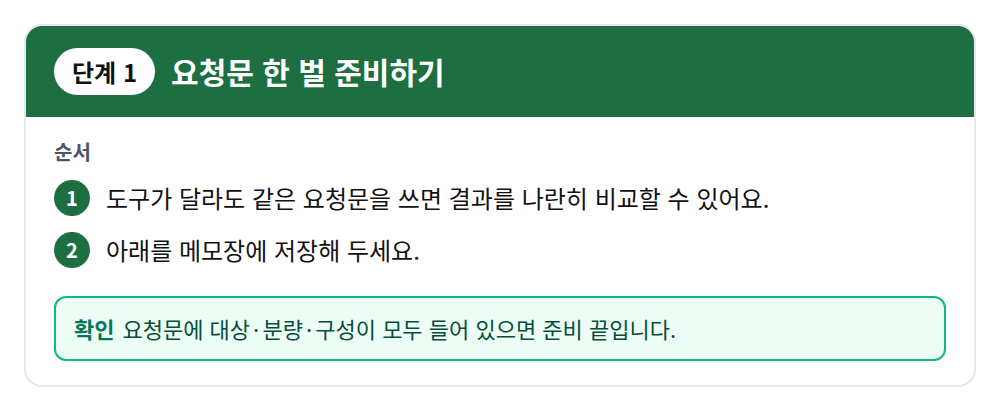 단계 1 요청문 한 벌 준비하기
순서
1 도구가 달라도 같은 요청문을 쓰면 결과를 나란히 비교할 수 있어요.
2 아래를 메모장에 저장해 두세요.
확인 요청문에 대상·분량·구성이 모두 들어 있으면 준비 끝입니다.